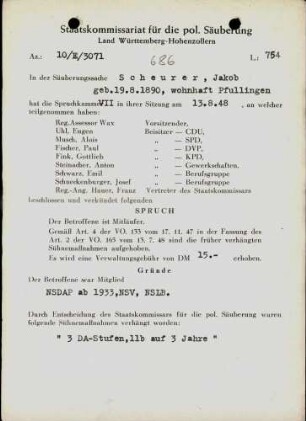 Staatskommissariat für die pol. Säuberung
Land Württemberg-Hohenzollern
Az.: 10/E/3071
686
L.: 754
In der Säuberungssache Scheurer, Jakob
geb.19.8.1890, wohnhaft Pfullingen
hat die Spruchkammer VII in ihrer Sitzung am 13.8.48, an welcher
teilgenommen haben:
Reg.Assessor Wax Vorsitzender,
Uhl, Eugen Beisitzer — CDU,
Musch, Alois „ — SPD,
Fischer, Paul „ — DVP,
Fink, Gottlich „ — KPD,
Steinacher, Anton „ — Gewerkschaften,
Schwarz, Emil „ — Berufsgruppe
Schneckenburger, Josef „ — Berufsgruppe
Reg.-Ang. Hauer, Franz Vertreter des Staatskommissars
beschlossen und verkündet folgenden
SPRUCH
Der Betroffene ist Mitläufer.
Gemäß Art. 4 der VO. 133 vom 17. 11. 47 in der Fassung des
Art. 2 der VO. 165 vom 13. 7. 48 sind die früher verhängten
Sühnemaßnahmen aufgehoben.
Es wird eine Verwaltungsgebühr von DM 15.- erhoben.
Gründe
Der Betroffene war Mitglied
NSDAP ab 1933, NSV, NSLB.
Durch Entscheidung des Staatskommissars für die pol. Säuberung waren
folgende Sühnemaßnahmen verhängt worden:
" 3 DA-Stufen, 11b auf 3 Jahre "